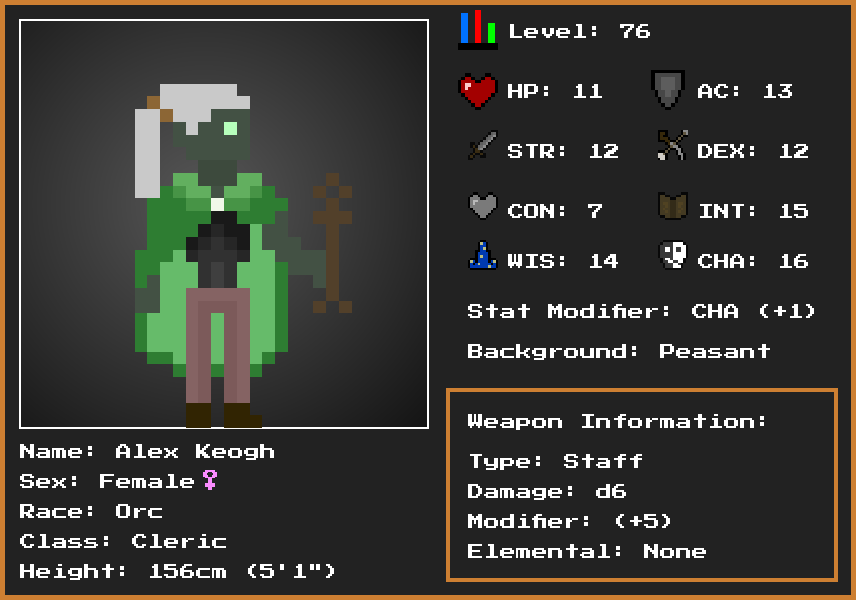 Level: 76
HP: 11
AC: 13
STR: 12
DEX: 12
CON: 7
INT: 15
WIS: 14
CHA: 16
Stat Modifier: CHA (+1)
Background: Peasant
Weapon Information:
Type: Staff
Damage: d6
Modifier: (+5)
Elemental: None
Name: Alex Keogh
Sex: Female♀
Race: Orc
Class: Cleric
Height: 156cm (5'1")